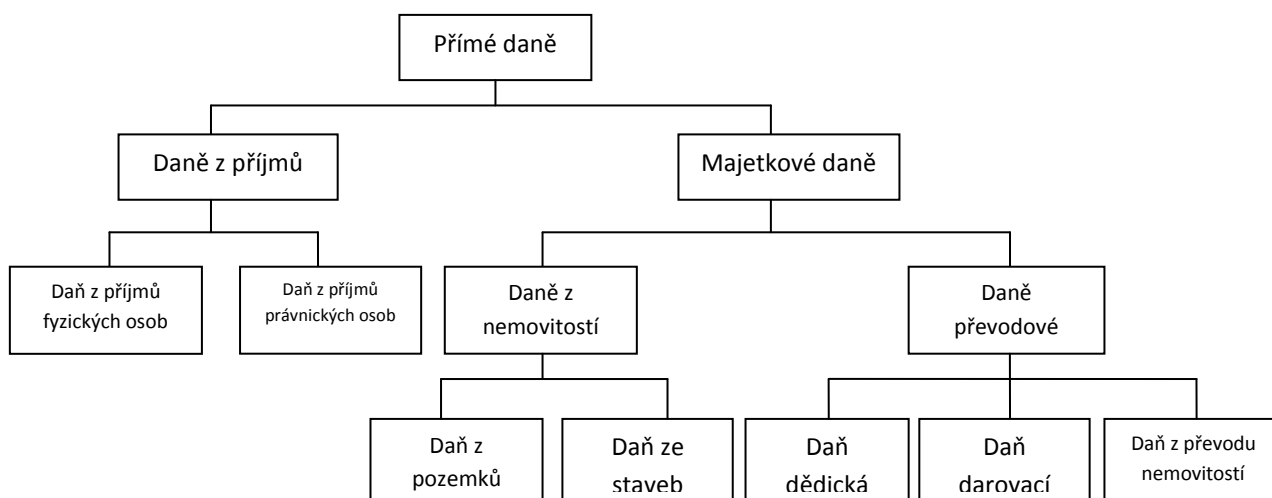 Přímé daně
Daně z příjmů
Majetkové daně
Daň z příjmů
fyzických osob
Daň z příjmů
právnických osob
Daně z
nemovitostí
Daně
převodové
Daň z
pozemků
Daň ze
staveb
Daň
dědická
Daň
darovací
Daň z převodu
nemovitostí